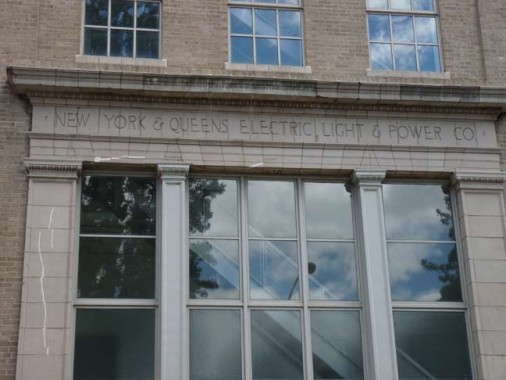 NEW YORK & QUEENS ELECTRIC LIGHT & POWER CO.